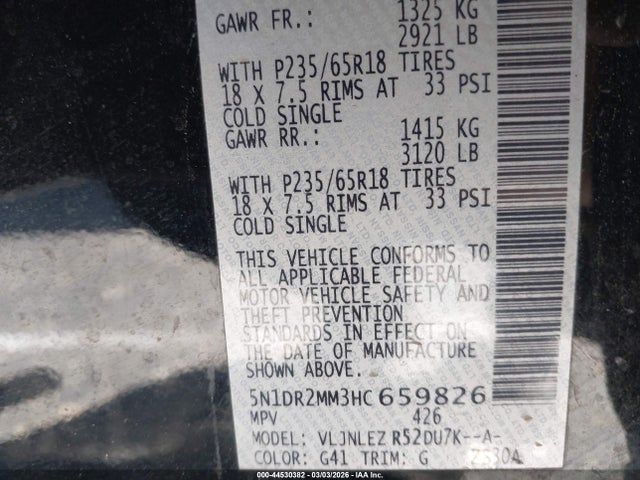 GAWR FR.: 1325 KG
2921 LB
WITH P235/65R18 TIRES
18 X 7.5 RIMS AT 33 PSI
COLD SINGLE
GAWR RR.: 1415 KG
3120 LB
WITH P235/65R18 TIRES
18 X 7.5 RIMS AT 33 PSI
COLD SINGLE
THIS VEHICLE CONFORMS TO
ALL APPLICABLE FEDERAL
MOTOR VEHICLE SAFETY AND
THEFT PREVENTION
STANDARDS IN EFFECT ON
THE DATE OF MANUFACTURE
SHOWN ABOVE.
5N1DR2MM3HC659826
MPV 426
MODEL: VLJNLEZ R52DU7K--A-
COLOR: G41 TRIM: G
000-44530382 - 03/03/2026 - IAAI.com